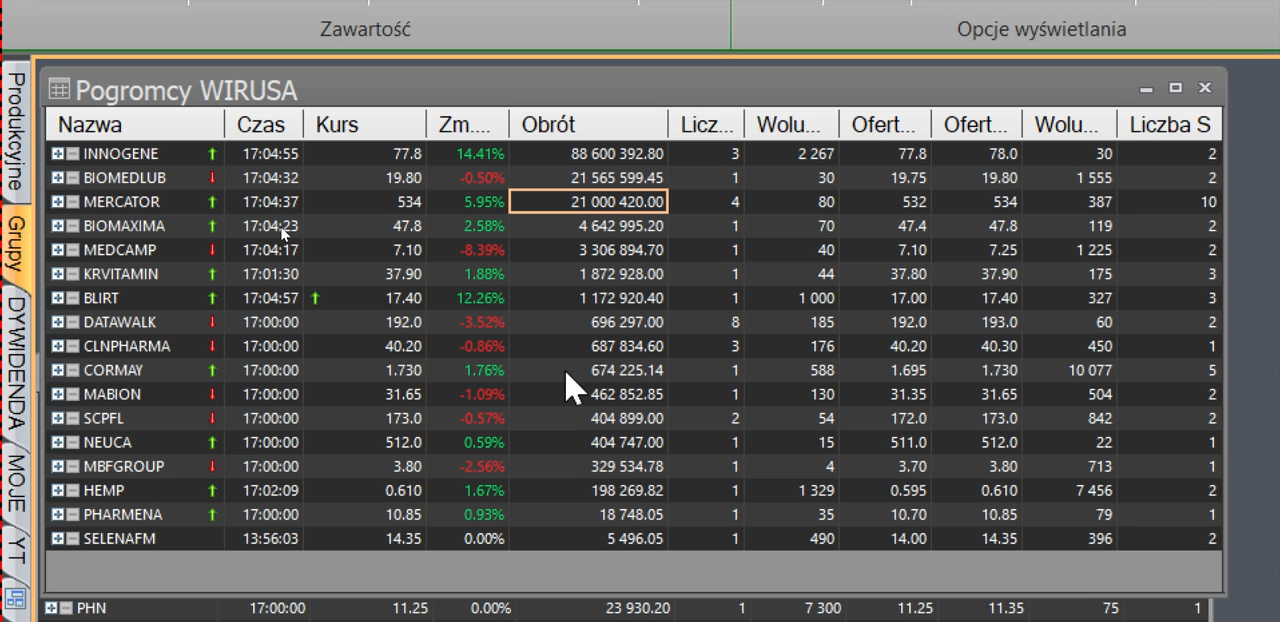 Zawartość Opcje wyświetlania
Produkcyjne
Grupy
DYWIDENDA
MOJE
YT
Pogromcy WIRUSA
Nazwa Czas Kurs Zm.... Obrót Licz... Wolu... Ofert... Ofert... Wolu... Liczba S
INNOGENE 17:04:55 77.8 14.41% 88 600 392.80 3 2 267 77.8 78.0 30 2
BIOMEDLUB 17:04:32 19.80 -0.50% 21 565 599.45 1 30 19.75 19.80 1 555 2
MERCATOR 17:04:37 534 5.95% 21 000 420.00 4 80 532 534 387 10
BIOMAXIMA 17:04:23 47.8 2.58% 4 642 995.20 1 70 47.4 47.8 119 2
MEDCAMP 17:04:17 7.10 -8.39% 3 306 894.70 1 40 7.10 7.25 1 225 2
KRVITAMIN 17:01:30 37.90 1.88% 1 872 928.00 1 44 37.80 37.90 175 3
BLIRT 17:04:57 17.40 12.26% 1 172 920.40 1 1 000 17.00 17.40 327 3
DATAWALK 17:00:00 192.0 -3.52% 696 297.00 8 185 192.0 193.0 60 2
CLNPHARMA 17:00:00 40.20 -0.86% 687 834.60 3 176 40.20 40.30 450 1
CORMAY 17:00:00 1.730 1.76% 674 225.14 1 588 1.695 1.730 10 077 5
MABION 17:00:00 31.65 -1.09% 462 852.85 1 130 31.35 31.65 504 2
SCPFL 17:00:00 173.0 -0.57% 404 899.00 2 54 172.0 173.0 842 2
NEUCA 17:00:00 512.0 0.59% 404 747.00 1 15 511.0 512.0 22 1
MBFGROUP 17:00:00 3.80 -2.56% 329 534.78 1 4 3.70 3.80 713 1
HEMP 17:02:09 0.610 1.67% 198 269.82 1 1 329 0.595 0.610 7 456 2
PHARMENA 17:00:00 10.85 0.93% 18 748.05 1 35 10.70 10.85 79 1
SELENAFM 13:56:03 14.35 0.00% 5 496.05 1 490 14.00 14.35 396 2
PHN 17:00:00 11.25 0.00% 23 930.20 1 7 300 11.25 11.35 75 1